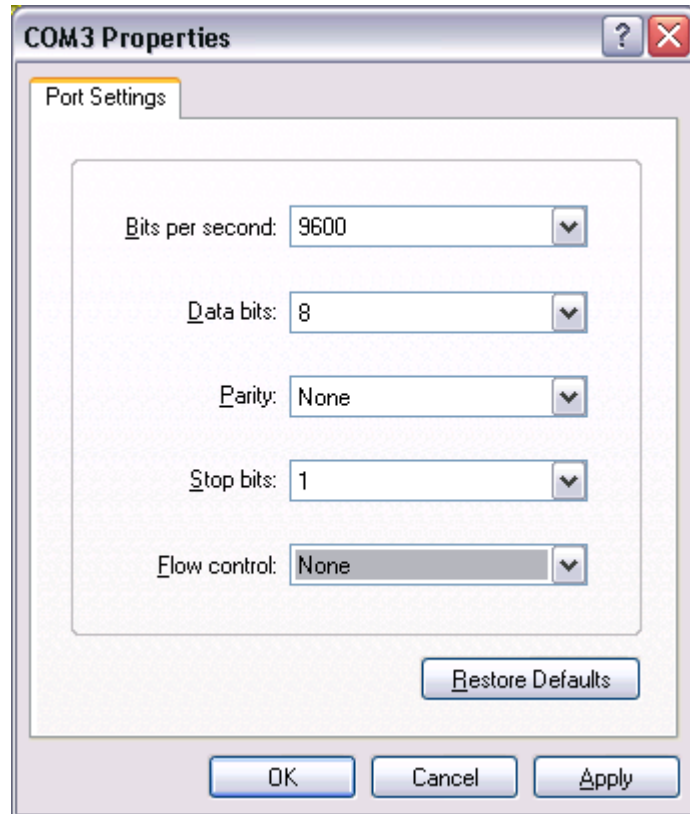 COM3 Properties
Port Settings
Bits per second: 9600
Data bits: 8
Parity: None
Stop bits: 1
Flow control: None
Restore Defaults
OK Cancel Apply